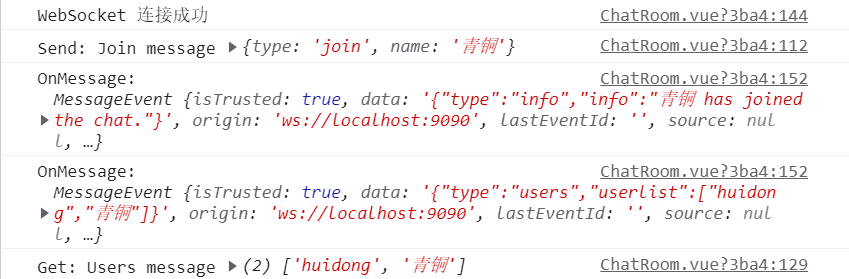 WebSocket 连接成功 ChatRoom.vue?3ba4:144
Send: Join message ▶{type: 'join', name: '青铜'} ChatRoom.vue?3ba4:112
OnMessage: ChatRoom.vue?3ba4:152
MessageEvent {isTrusted: true, data: '{"type":"info","info":"青铜 has joined
▶the chat."}', origin: 'ws://localhost:9090', lastEventId: '', source: nul
l, …}
OnMessage: ChatRoom.vue?3ba4:152
MessageEvent {isTrusted: true, data: '{"type":"users","userlist":["huidon
▶g","青铜"]}', origin: 'ws://localhost:9090', lastEventId: '', source: nul
l, …}
Get: Users message ▶(2) ['huidong', '青铜'] ChatRoom.vue?3ba4:129